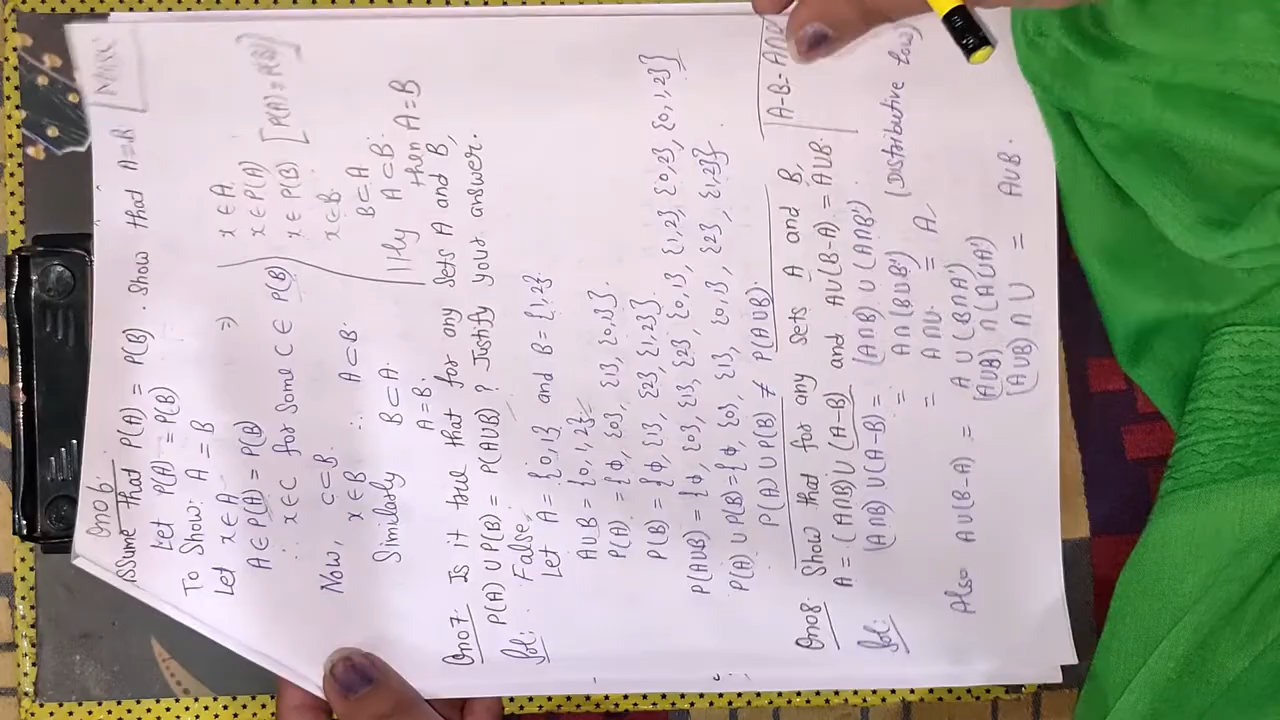 Qno 6.
Assume that P(A) = P(B). Show that A=B
Let P(A) = P(B)
To Show: A = B
Let x ∈ A ⇒
A ∈ P(A) = P(B)
∴ x ∈ C for some C ∈ P(B)
Now, C ⊂ B.
x ∈ B ∴ A ⊂ B.
Similarly B ⊂ A.
A = B.
x ∈ A.
x ∈ P(A)
x ∈ P(B) [P(A) = P(B)]
x ∈ B.
B ⊂ A
|||ly A ⊂ B.
then A = B
Qno7. Is it true that for any sets A and B,
P(A) ∪ P(B) = P(A∪B)? Justify your answer.
Sol: False,
Let A = {0,1} and B = {1,2}
A∪B = {0,1,2}
P(A) = {ϕ, {0}, {1}, {0,1}}.
P(B) = {ϕ, {1}, {2} {1,2}}.
P(A∪B) = {ϕ, {0}, {1}, {2}, {0,1}, {1,2}, {0,2}, {0,1,2}}
P(A) ∪ P(B) = {ϕ, {0}, {1}, {0,1}, {2}, {1,2}}.
P(A) ∪ P(B) ≠ P(A∪B).
Qno8. Show that for any sets A and B,
A = (A∩B)∪(A-B) and A∪(B-A) = A∪B.
A-B = A∩
Sol: (A∩B) ∪(A-B) = (A∩B) ∪ (A∩B').
= A∩(B∪B') (Distributive law)
= A∩U. = A
Also A∪(B-A) = A ∪ (B∩A')
(A∪B) ∩(A∪A')
(A∪B) ∩ U = A∪B.